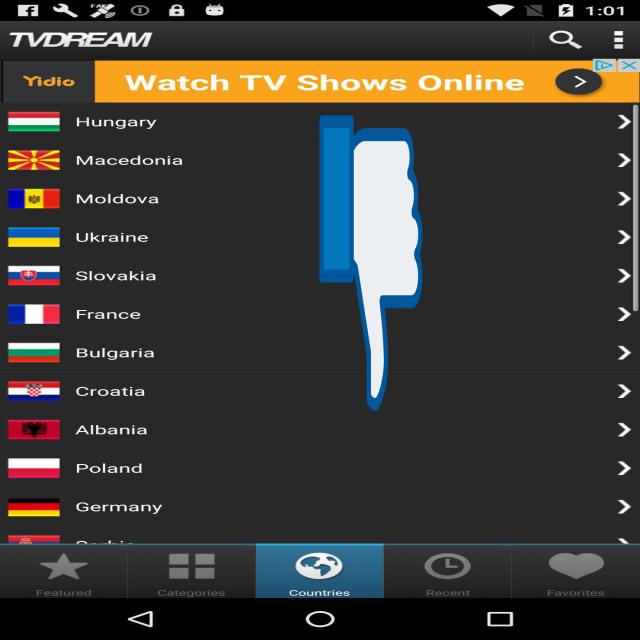 1:01
TVDREAM
Yidio
Watch TV Shows Online
Hungary
Macedonia
Moldova
Ukraine
Slovakia
France
Bulgaria
Croatia
Albania
Poland
Germany
Serbia
Featured
Categories
Countries
Recent
Favorites